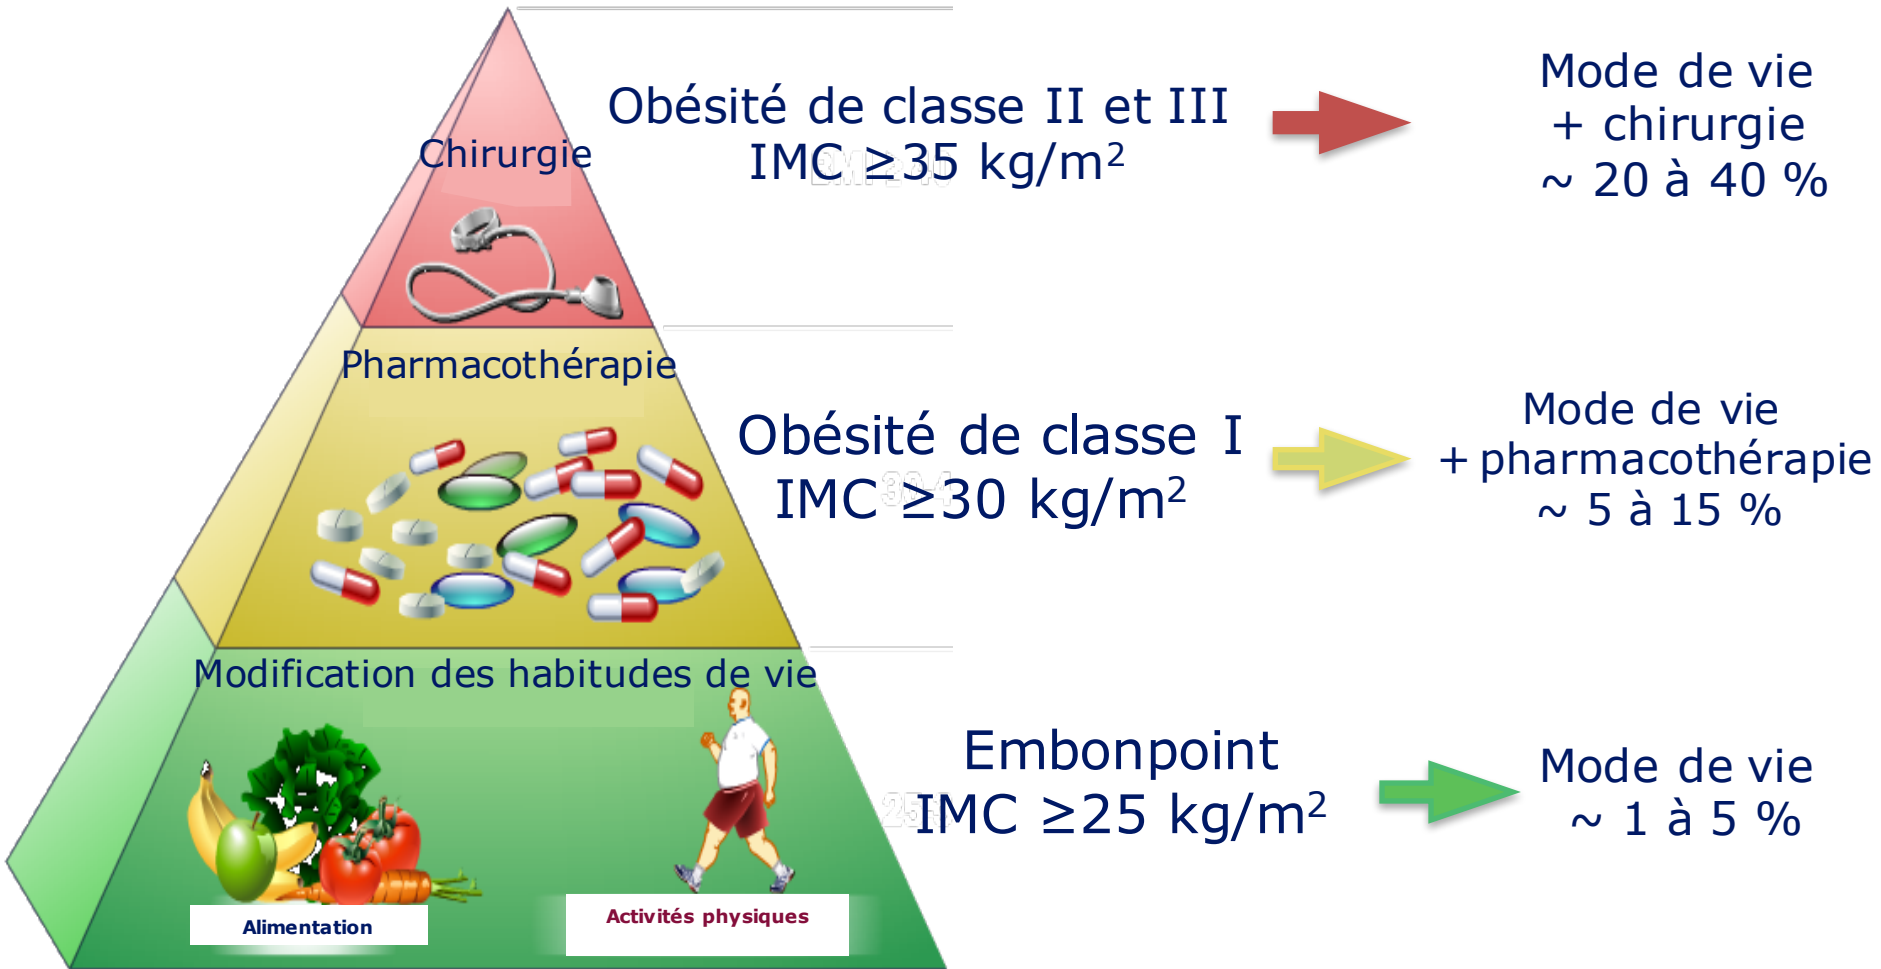 Chirurgie
Obésité de classe II et III
IMC ≥35 kg/m²
Mode de vie
+ chirurgie
~ 20 à 40 %
Pharmacothérapie
Obésité de classe I
IMC ≥30 kg/m²
Mode de vie
+ pharmacothérapie
~ 5 à 15 %
Modification des habitudes de vie
Embonpoint
IMC ≥25 kg/m²
Mode de vie
~ 1 à 5 %
Alimentation
Activités physiques